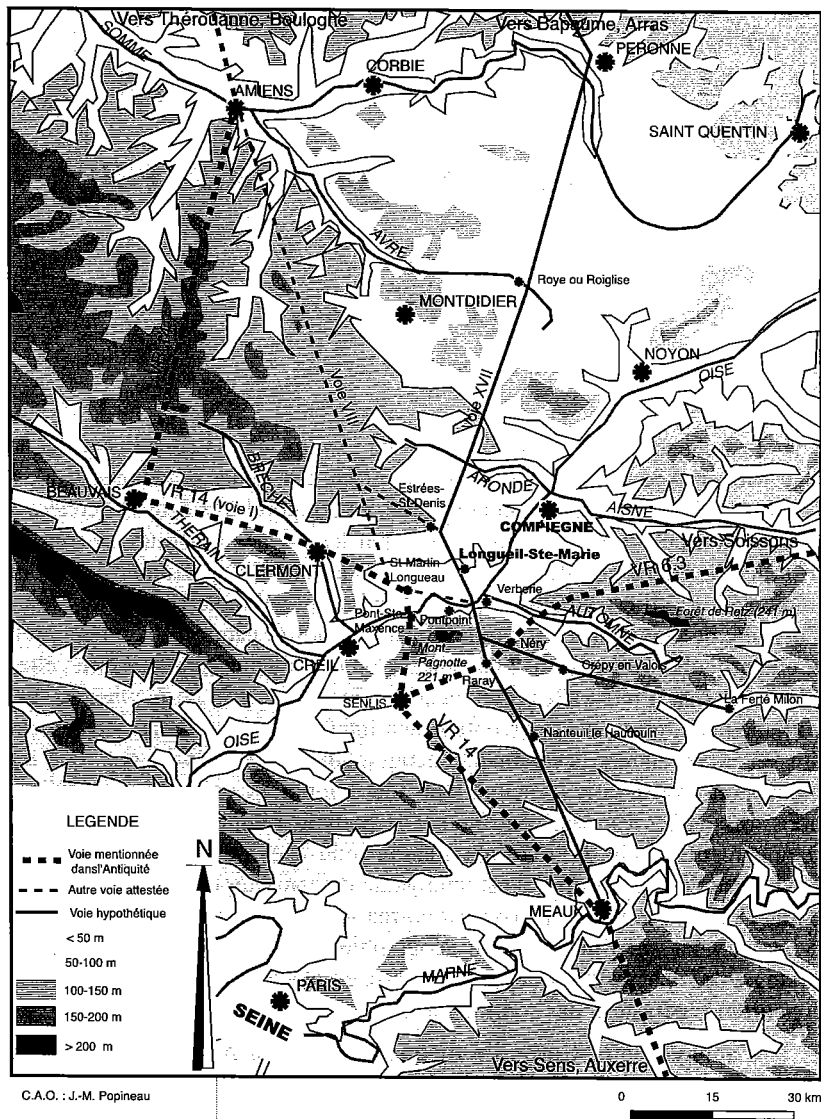 Vers Thérouanne, Boulogne
Vers Bapaume, Arras
SOMME
CORBIE
PERONNE
AMIENS
SAINT QUENTIN
AVRE
Roye ou Roiglise
MONTDIDIER
NOYON
OISE
Voie XVII
Voie VIII
BRECHE
ARONDE
BEAUVAIS
VR 14 (voie I)
Estrées-
St-Denis
AISNE
COMPIEGNE
THERAIN
Vers Soissons
CLERMONT
St-Martin
Longueau
Longueil-Ste-Marie
VR 6.3
Verberie
Pont-Ste-
Maxence
Pontpoint
AUTOMNE
Forêt de Retz (241 m)
CREIL
Mont
Pagnotte
221 m
Néry
Raray
Crépy en Valois
SENLIS
La Ferté Milon
OISE
VR 14
Nanteuil le Haudouin
LEGENDE
N
Voie mentionnée
dansl'Antiquité
Autre voie attestée
Voie hypothétique
< 50 m
50-100 m
100-150 m
150-200 m
> 200 m
MEAUX
MARNE
PARIS
SEINE
Vers Sens, Auxerre
C.A.O. : J.-M. Popineau
0 15 30 km